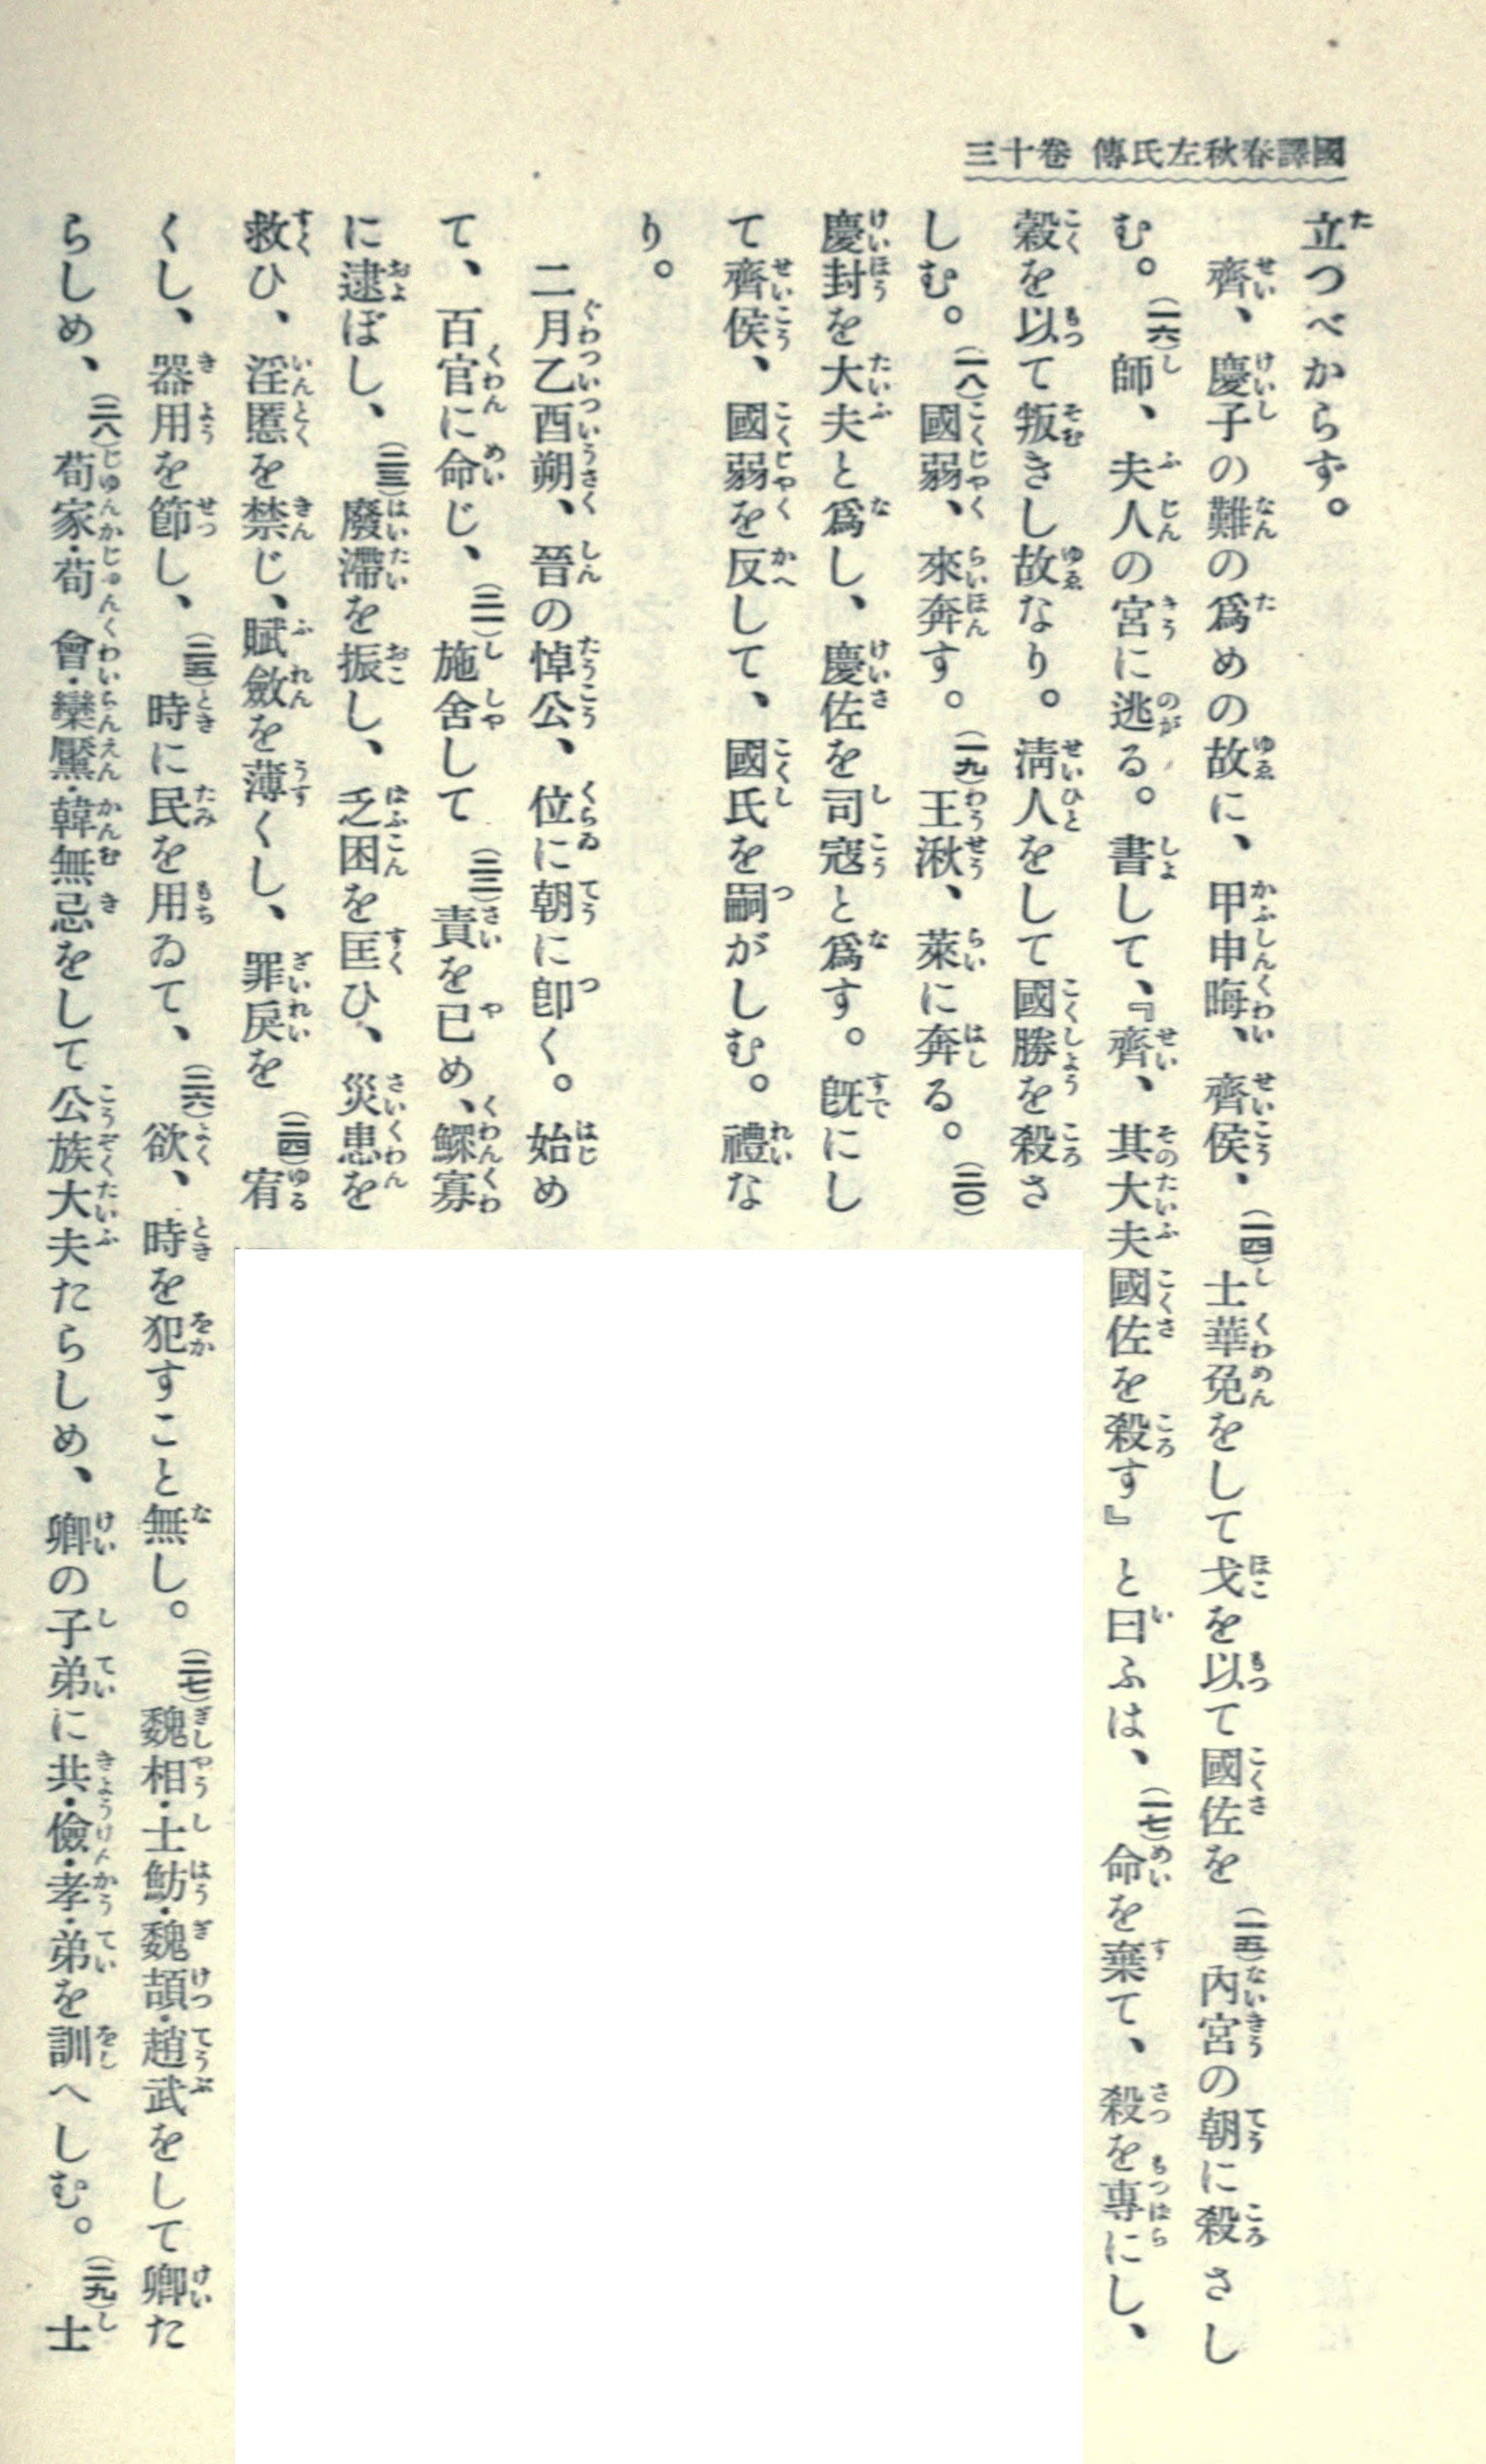 國譯春秋左氏傳 卷十三
立つべからず。
齊、慶子の難の爲めの故に、甲申晦、齊侯、(一四)士華免をして戈を以て國佐を(一五)內宮の朝に殺さし
む。(一六)師、夫人の宮に逃る。書して、『齊、其大夫國佐を殺す』と曰ふは、(一七)命を棄て、殺を專にし、
穀を以て叛きし故なり。淸人をして國勝を殺さ
しむ。(一八)國弱、來奔す。(一九)王湫、萊に奔る。(二〇)
慶封を大夫と爲し、慶佐を司寇と爲す。旣にし
て齊侯、國弱を反して、國氏を嗣がしむ。禮な
り。
二月乙酉朔、晉の悼公、位に朝に卽く。始め
て、百官に命じ、(二一)施舍して(二二)責を已め、鰥寡
に逮ぼし、(二三)廢滯を振し、乏困を匡ひ、災患を
救ひ、淫慝を禁じ、賦斂を薄くし、罪戾を(二四)宥
くし、器用を節し、(二五)時に民を用ゐて、(二六)欲、時を犯すこと無し。(二七)魏相・士魴・魏頡・趙武をして卿た
らしめ、(二八)荀家・荀會・欒黶・韓無忌をして公族大夫たらしめ、卿の子弟に共・儉・孝・弟を訓へしむ。(二九)士